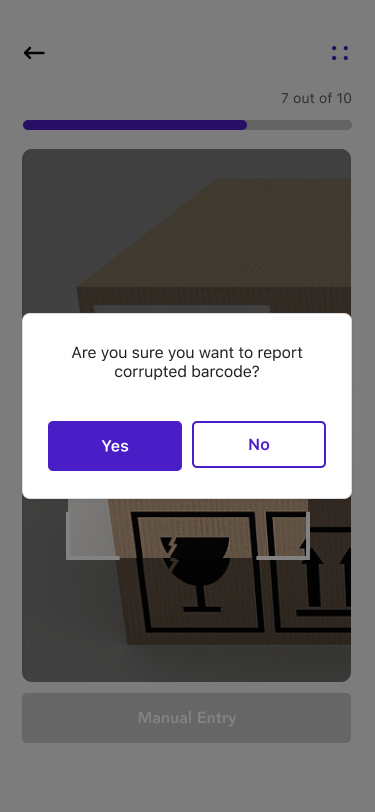 7 out of 10
Are you sure you want to report
corrupted barcode?
Yes
No
Manual Entry